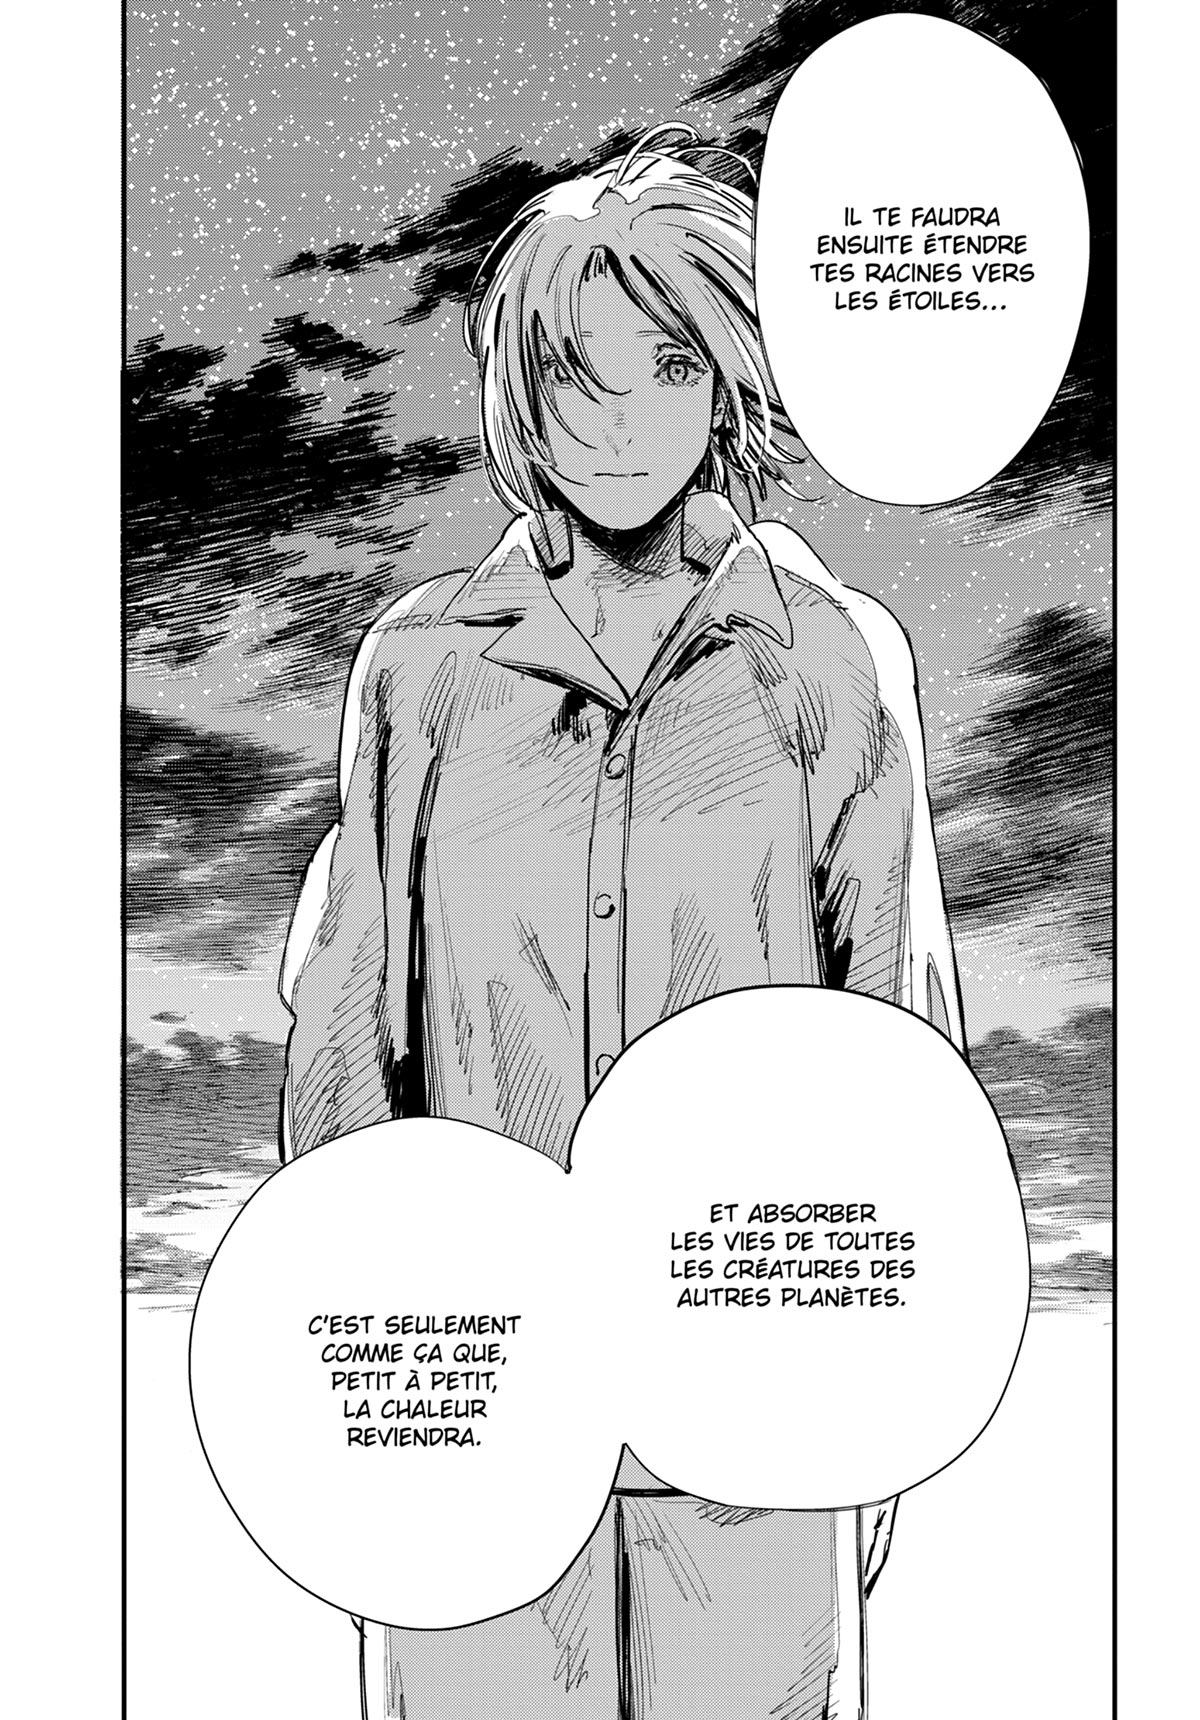 IL TE FAUDRA
ENSUITE ÉTENDRE
TES RACINES VERS
LES ÉTOILES...
ET ABSORBER
LES VIES DE TOUTES
LES CRÉATURES DES
AUTRES PLANÈTES.
C'EST SEULEMENT
COMME ÇA QUE,
PETIT À PETIT,
LA CHALEUR
REVIENDRA.